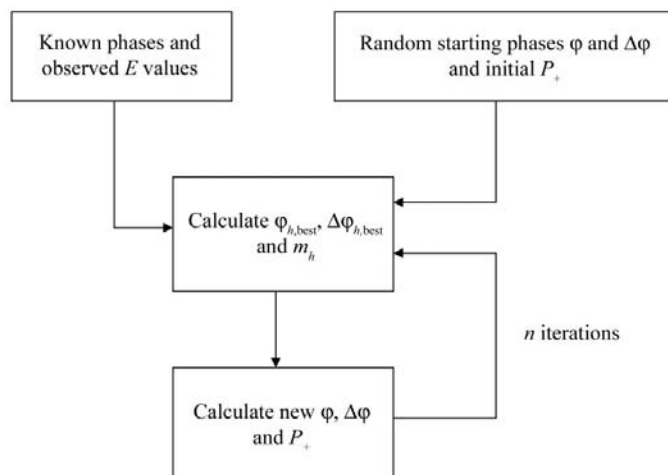 Known phases and
observed E values
Random starting phases φ and Δφ
and initial P₊
Calculate φₕ,best, Δφₕ,best
and mₕ
n iterations
Calculate new φ, Δφ
and P₊